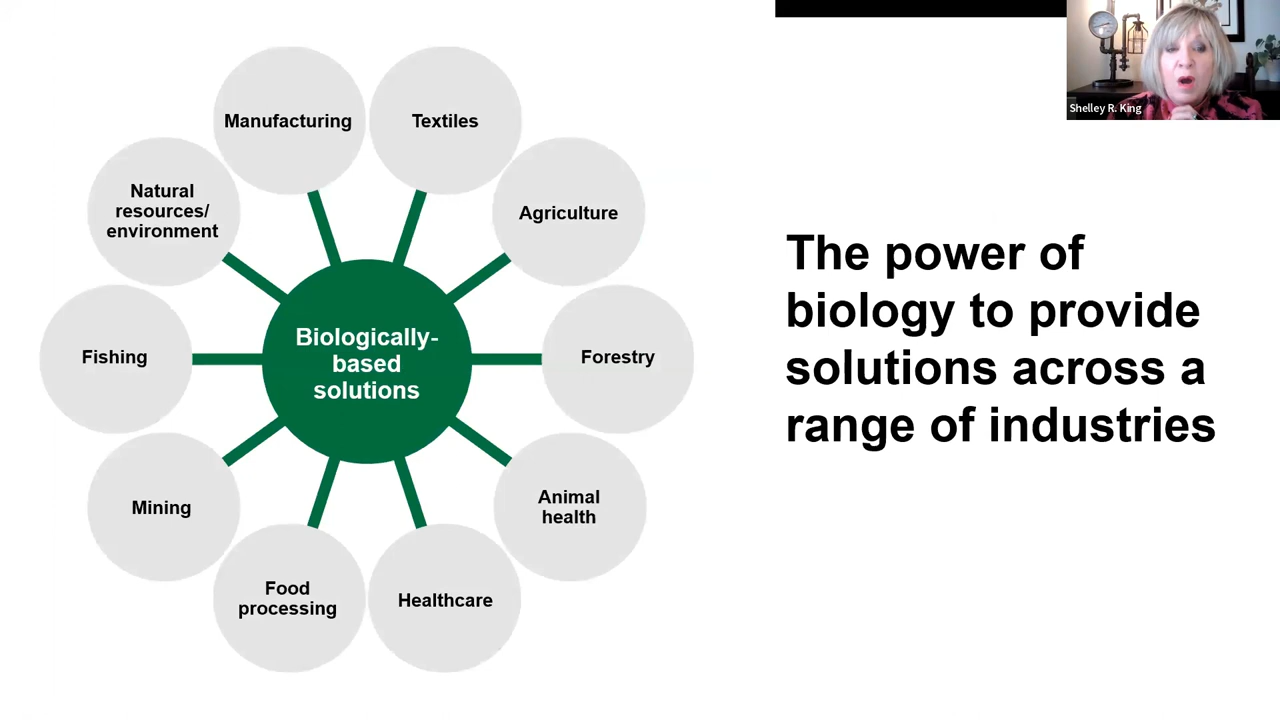 Shelley R. King
Manufacturing
Textiles
Natural
resources/
environment
Agriculture
Fishing
Biologically-
based
solutions
Forestry
Mining
Animal
health
Food
processing
Healthcare
The power of
biology to provide
solutions across a
range of industries